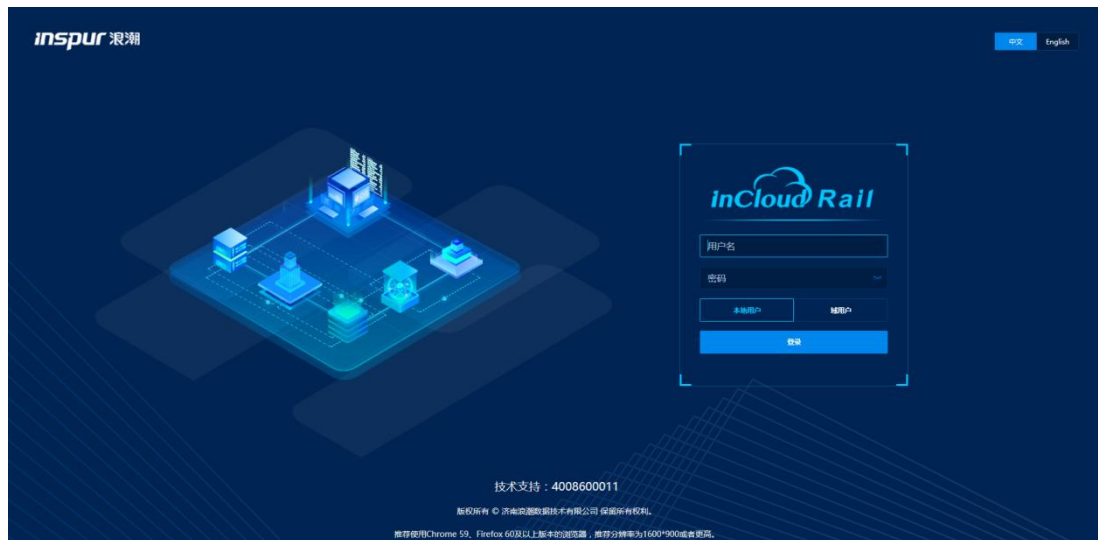 inspur 浪潮
中文 English
inCloud Rail
用户名
密码
本地用户 域用户
登录
技术支持：4008600011
版权所有 © 济南浪潮数据技术有限公司 保留所有权利。
推荐使用Chrome 59、Firefox 60及以上版本的浏览器，推荐分辨率为1600*900或者更高。